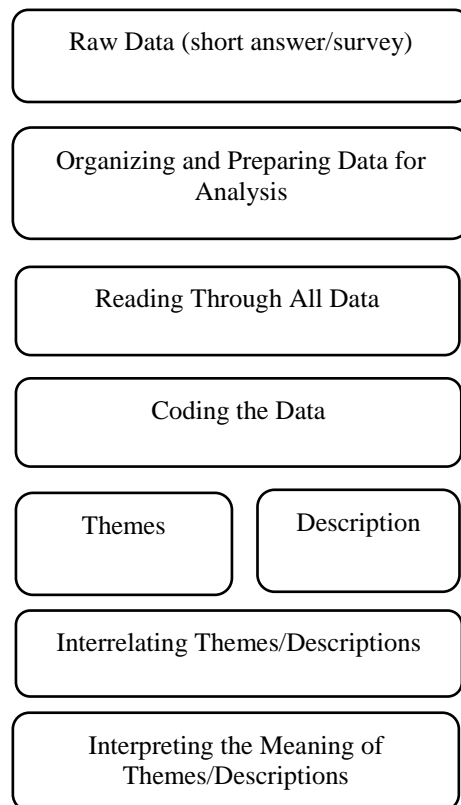 Raw Data (short answer/survey)
Organizing and Preparing Data for
Analysis
Reading Through All Data
Coding the Data
Themes
Description
Interrelating Themes/Descriptions
Interpreting the Meaning of
Themes/Descriptions